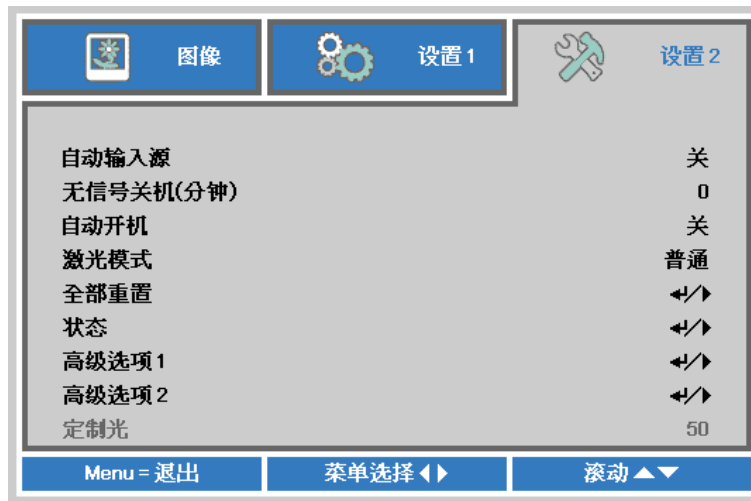 图像 设置 1 设置 2
自动输入源 关
无信号关机(分钟) 0
自动开机 关
激光模式 普通
全部重置 ↵/▶
状态 ↵/▶
高级选项 1 ↵/▶
高级选项 2 ↵/▶
定制光 50
Menu = 退出 菜单选择 ◀▶ 滚动 ▲▼